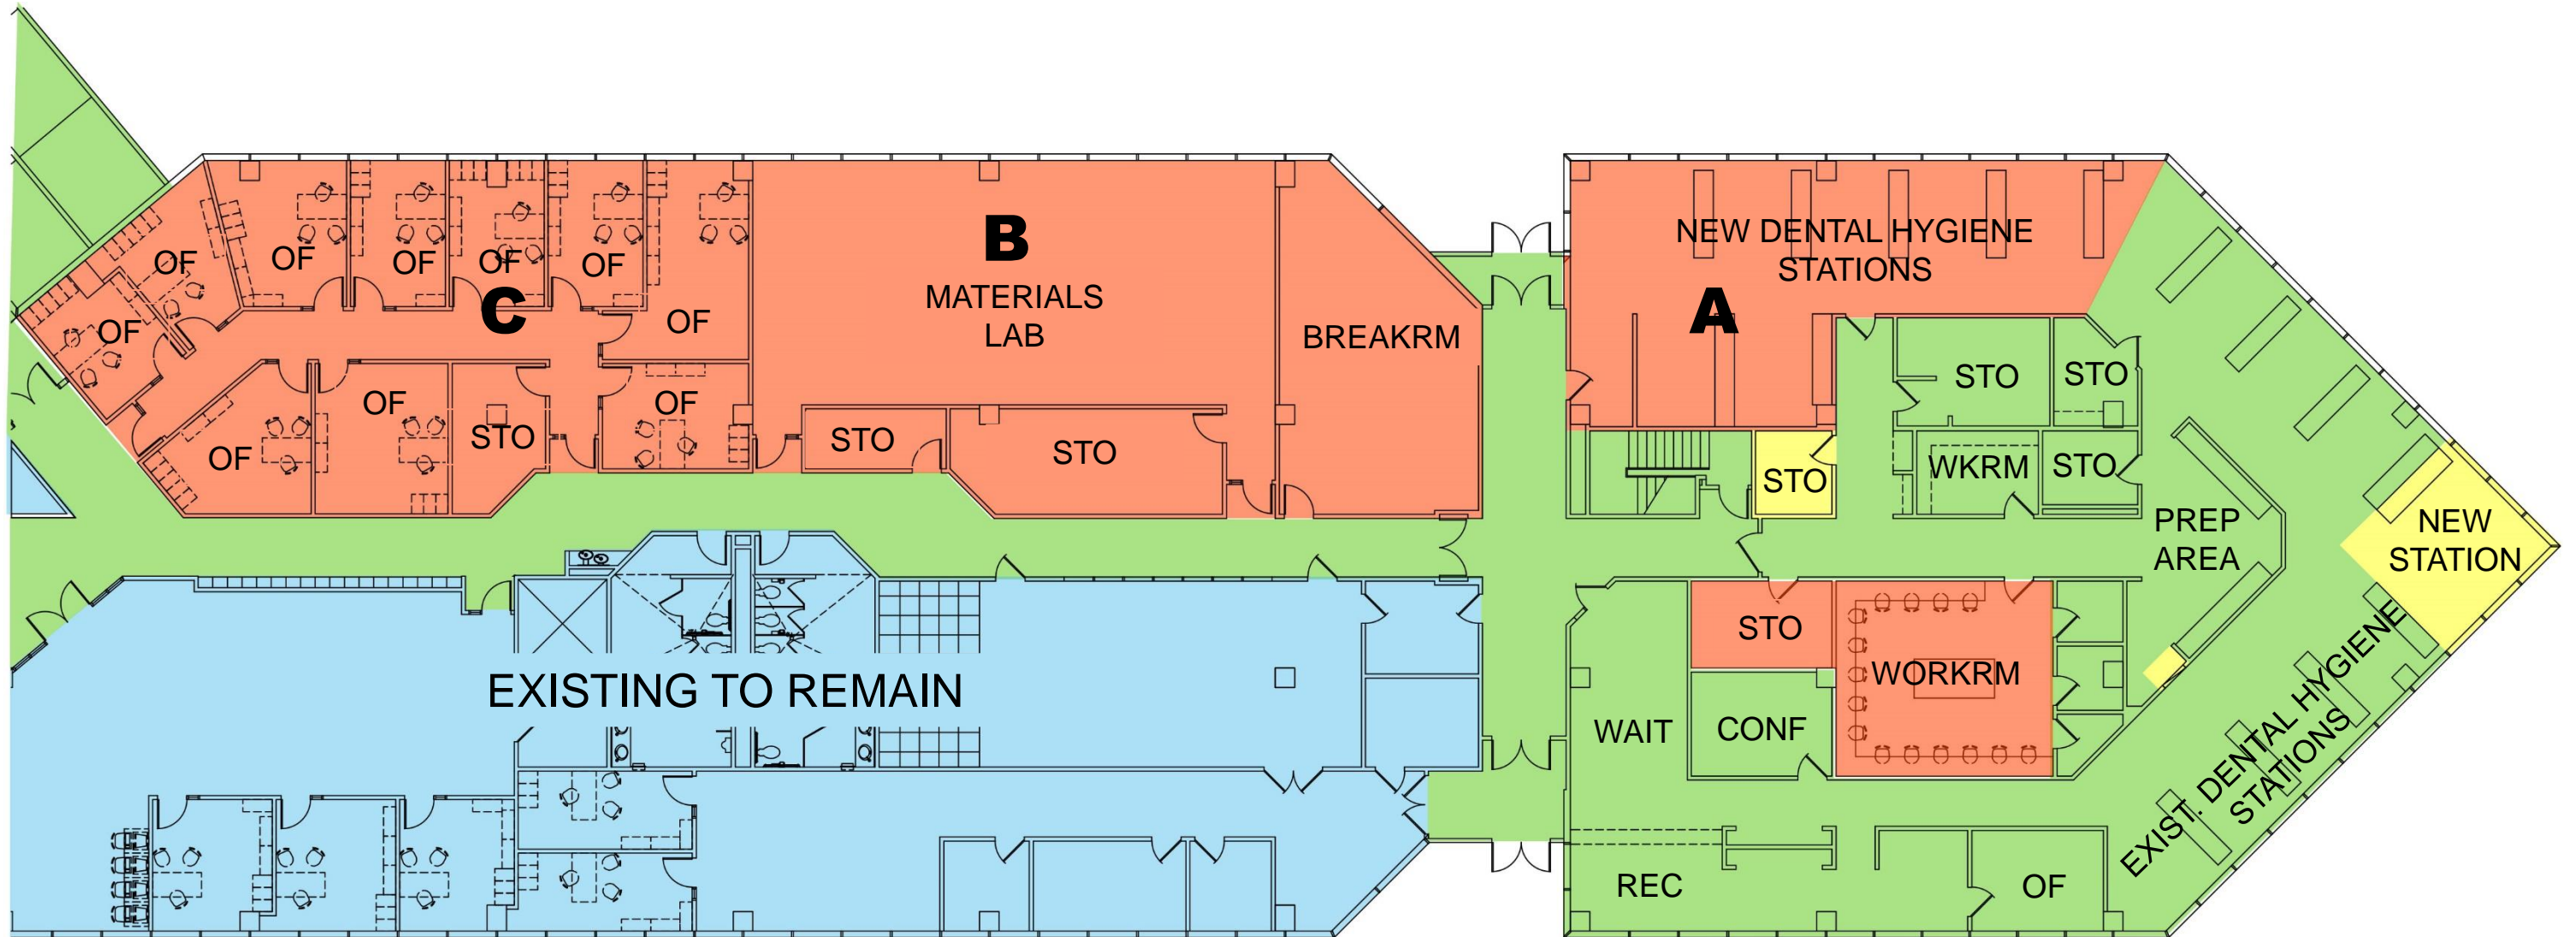 OF
OF
OF
OF
OF
OF
OF
C
OF
OF
OF
STO
OF
B
MATERIALS
LAB
STO
STO
BREAKRM
EXISTING TO REMAIN
NEW DENTAL HYGIENE
STATIONS
A
STO
STO
STO
WKRM
STO
PREP
AREA
NEW
STATION
STO
WORKRM
WAIT
CONF
EXIST. DENTAL HYGIENE
STATIONS
REC
OF